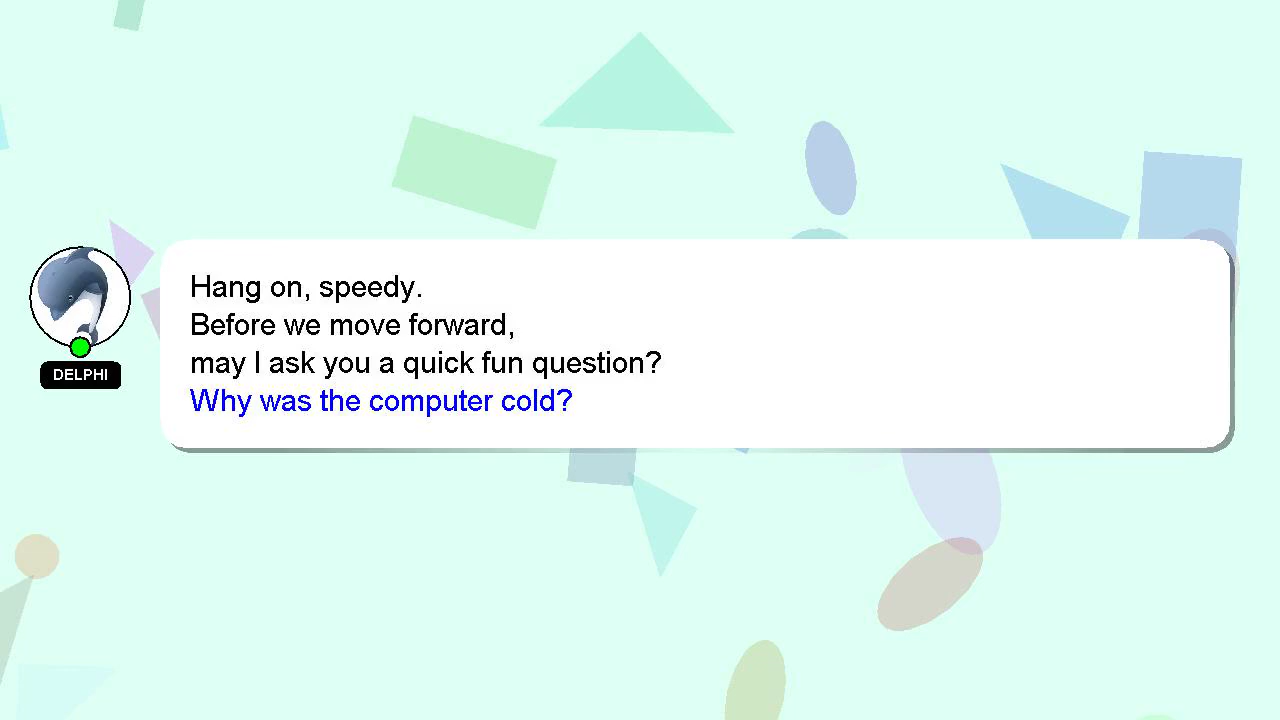 Hang on, speedy.
Before we move forward,
may I ask you a quick fun question?
Why was the computer cold?
DELPHI